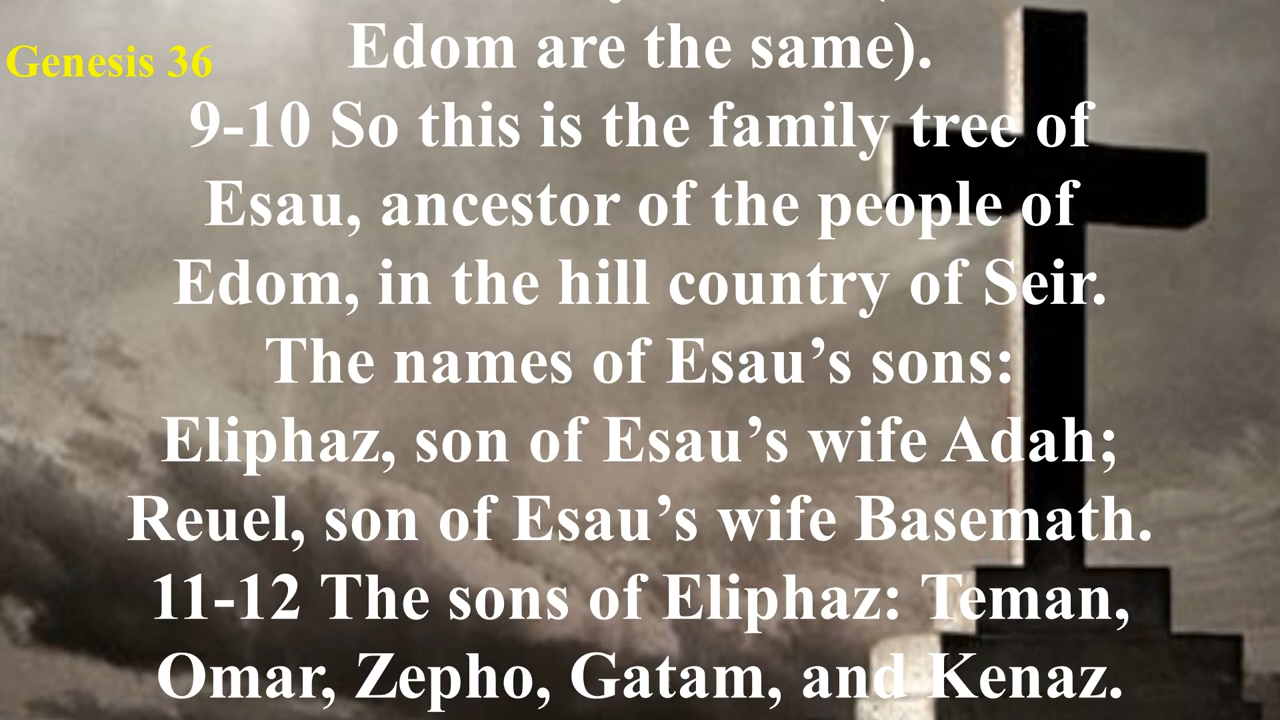 Genesis 36
Edom are the same).
9-10 So this is the family tree of
Esau, ancestor of the people of
Edom, in the hill country of Seir.
The names of Esau’s sons:
Eliphaz, son of Esau’s wife Adah;
Reuel, son of Esau’s wife Basemath.
11-12 The sons of Eliphaz: Teman,
Omar, Zepho, Gatam, and Kenaz.